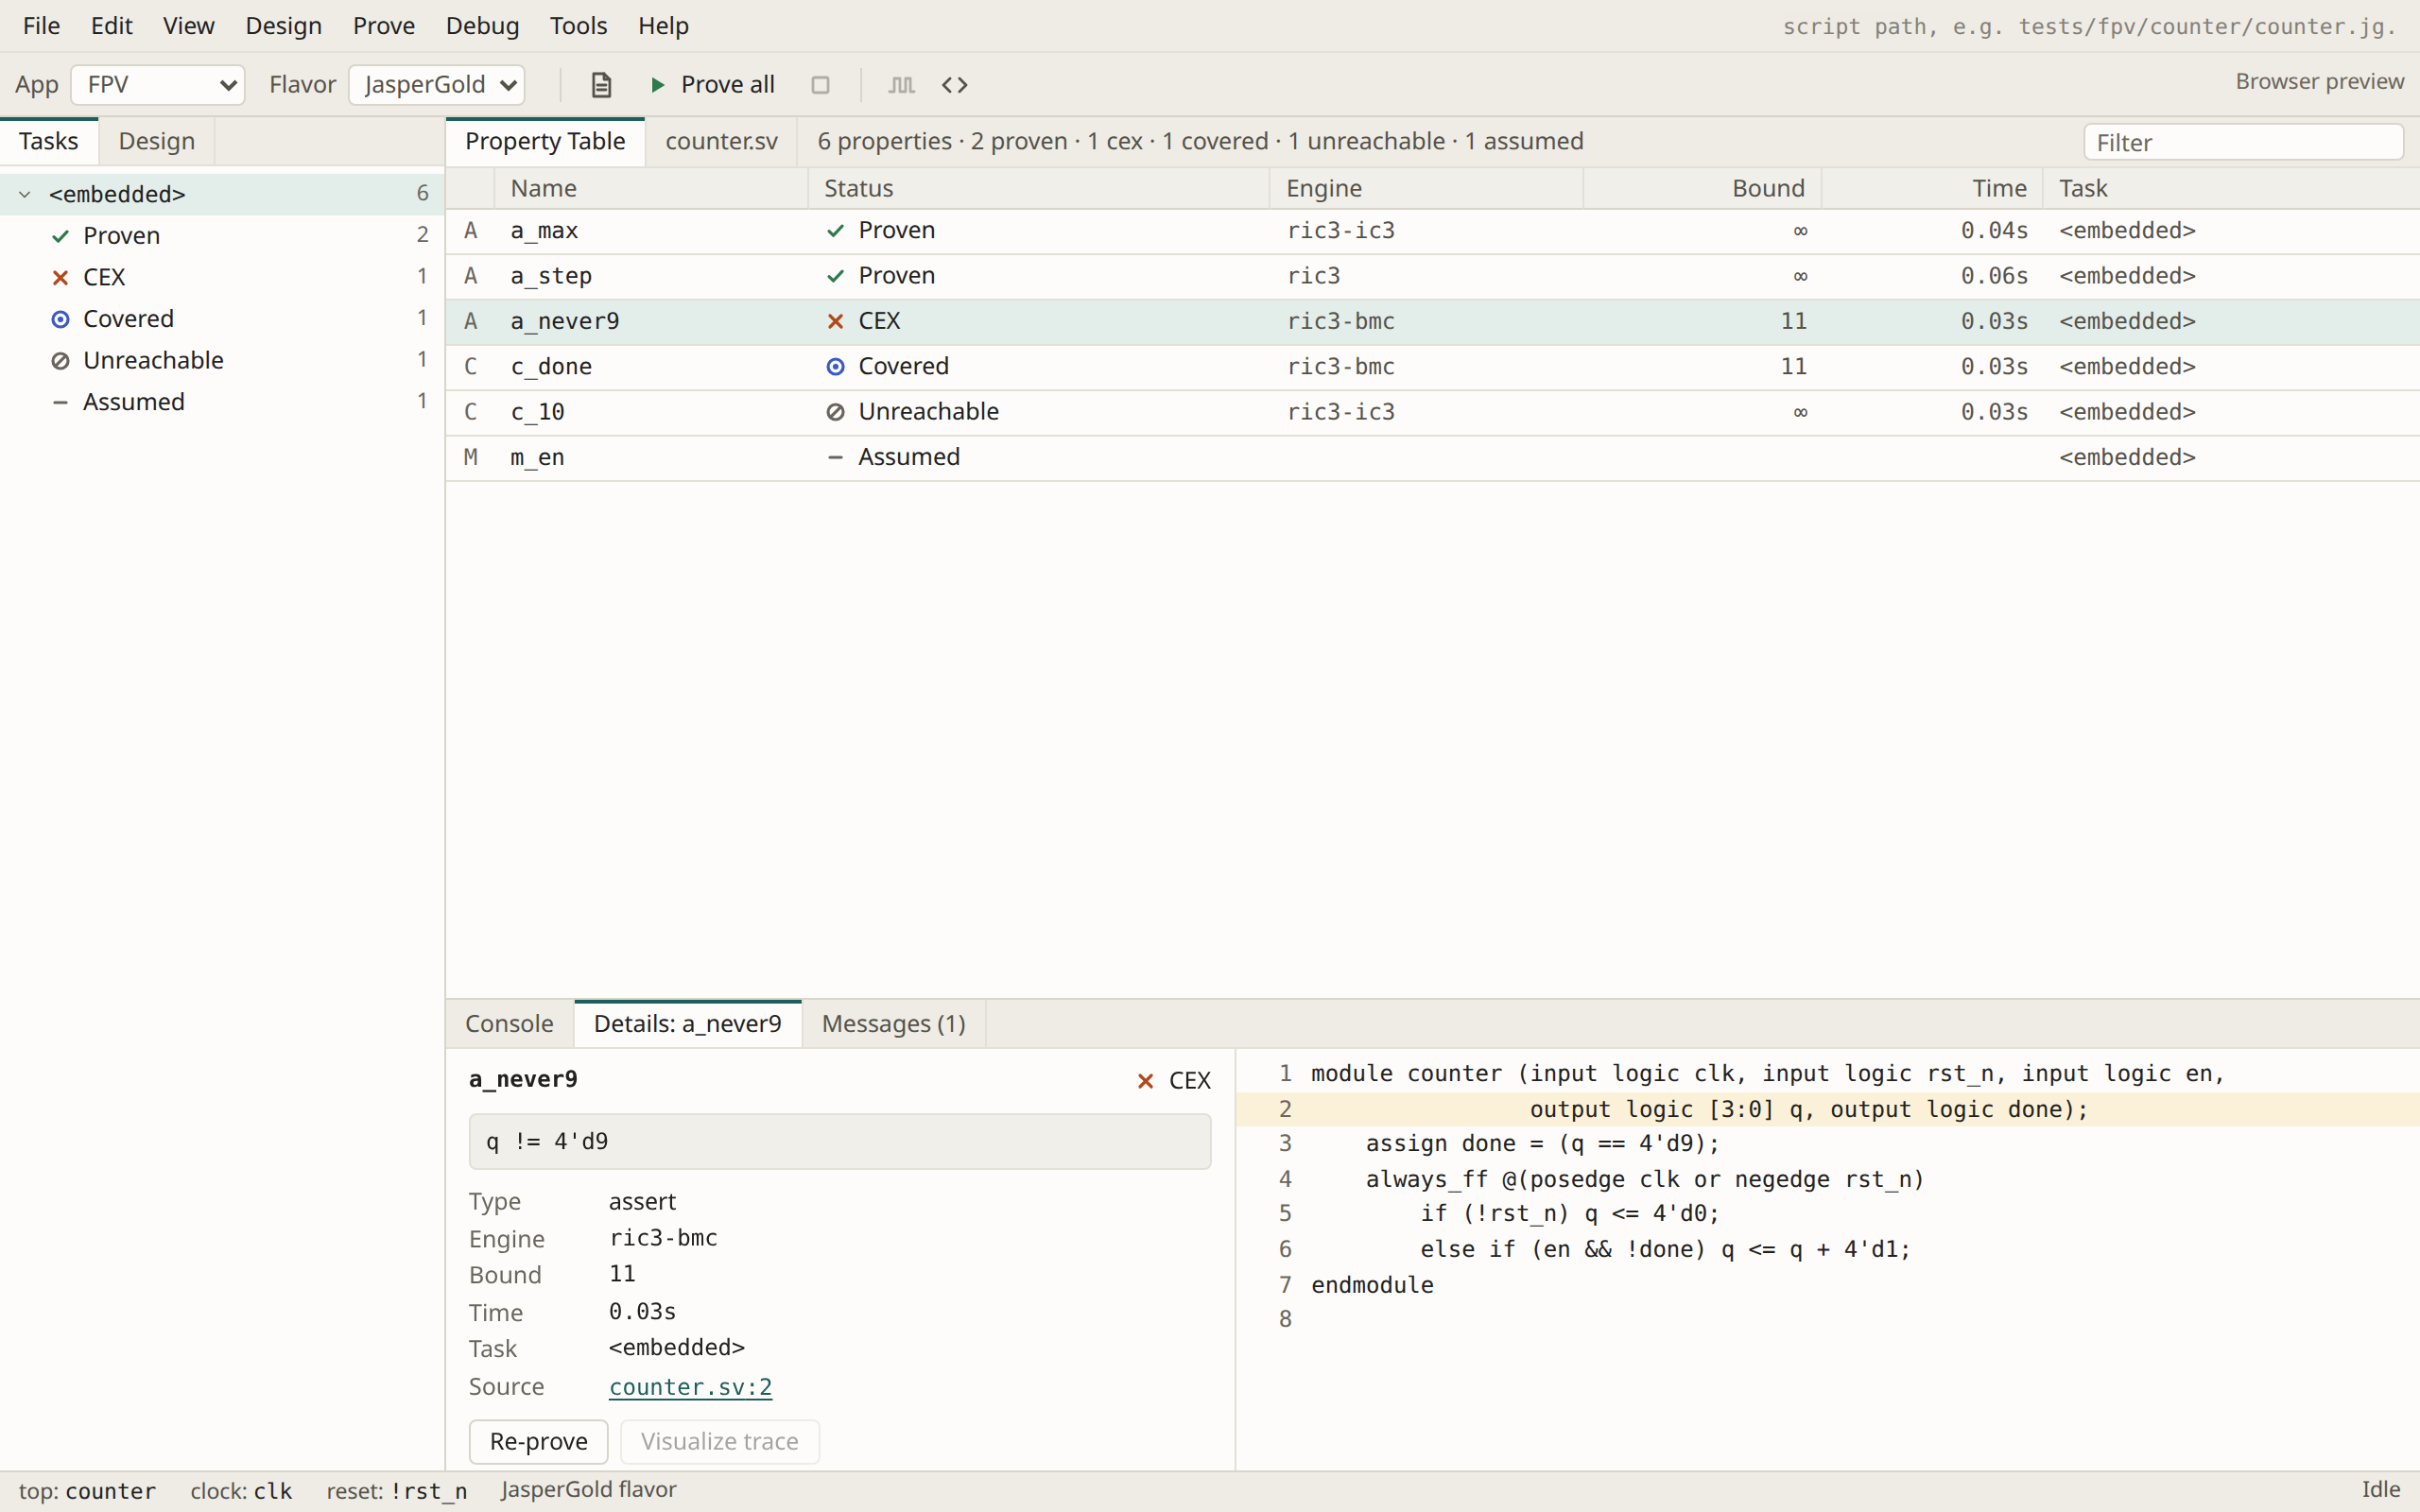 File Edit View Design Prove Debug Tools Help script path, e.g. tests/fpv/counter/counter.jg.
App FPV Flavor JasperGold Prove all Browser preview
Tasks Design Property Table counter.sv 6 properties · 2 proven · 1 cex · 1 covered · 1 unreachable · 1 assumed Filter
<embedded> 6
Proven 2
CEX 1
Covered 1
Unreachable 1
Assumed 1
Name Status Engine Bound Time Task
A a_max Proven ric3-ic3 ∞ 0.04s <embedded>
A a_step Proven ric3 ∞ 0.06s <embedded>
A a_never9 CEX ric3-bmc 11 0.03s <embedded>
C c_done Covered ric3-bmc 11 0.03s <embedded>
C c_10 Unreachable ric3-ic3 ∞ 0.03s <embedded>
M m_en Assumed <embedded>
Console Details: a_never9 Messages (1)
a_never9 CEX
q != 4'd9
Type assert
Engine ric3-bmc
Bound 11
Time 0.03s
Task <embedded>
Source counter.sv:2
Re-prove Visualize trace
1 module counter (input logic clk, input logic rst_n, input logic en,
2 output logic [3:0] q, output logic done);
3 assign done = (q == 4'd9);
4 always_ff @(posedge clk or negedge rst_n)
5 if (!rst_n) q <= 4'd0;
6 else if (en && !done) q <= q + 4'd1;
7 endmodule
8
top: counter clock: clk reset: !rst_n JasperGold flavor Idle